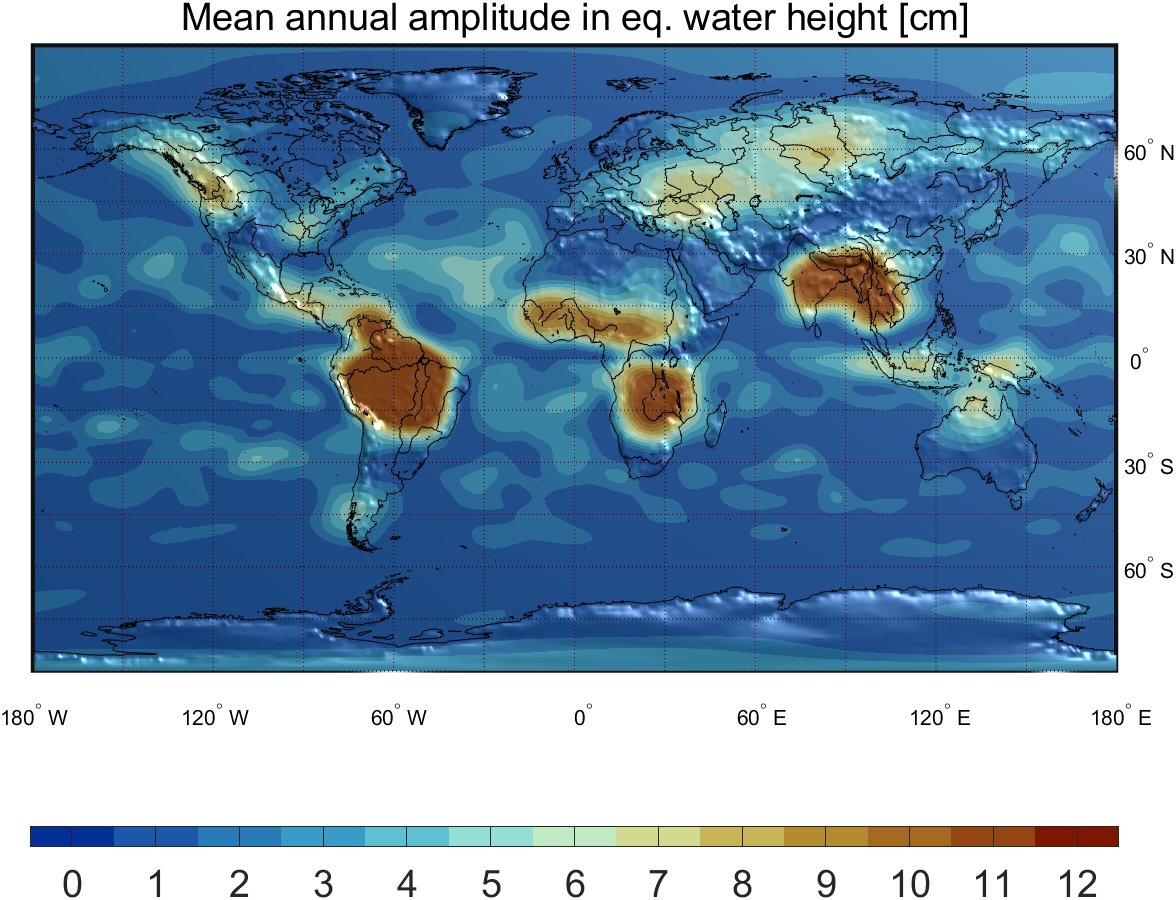 Mean annual amplitude in eq. water height [cm]
60° N
30° N
0°
30° S
60° S
180° W 120° W 60° W 0° 60° E 120° E 180° E
0 1 2 3 4 5 6 7 8 9 10 11 12